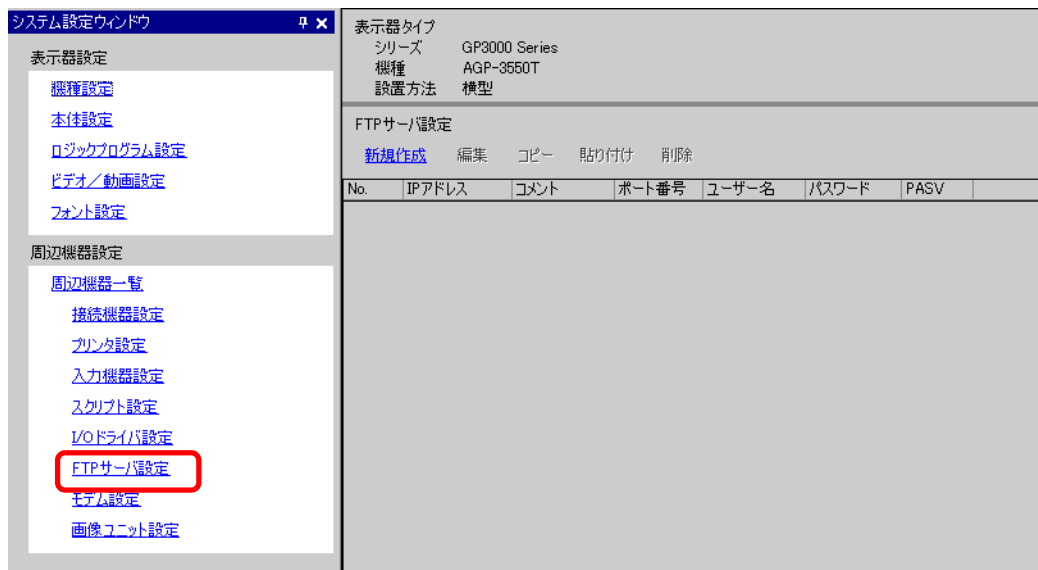 システム設定ウィンドウ
表示器設定
機種設定
本体設定
ロジックプログラム設定
ビデオ／動画設定
フォント設定
周辺機器設定
周辺機器一覧
接続機器設定
プリンタ設定
入力機器設定
スクリプト設定
I/Oドライバ設定
FTPサーバ設定
モデム設定
画像ユニット設定
表示器タイプ
シリーズ GP3000 Series
機種 AGP-3550T
設置方法 横型
FTPサーバ設定
新規作成 編集 コピー 貼り付け 削除
No. IPアドレス コメント ポート番号 ユーザー名 パスワード PASV